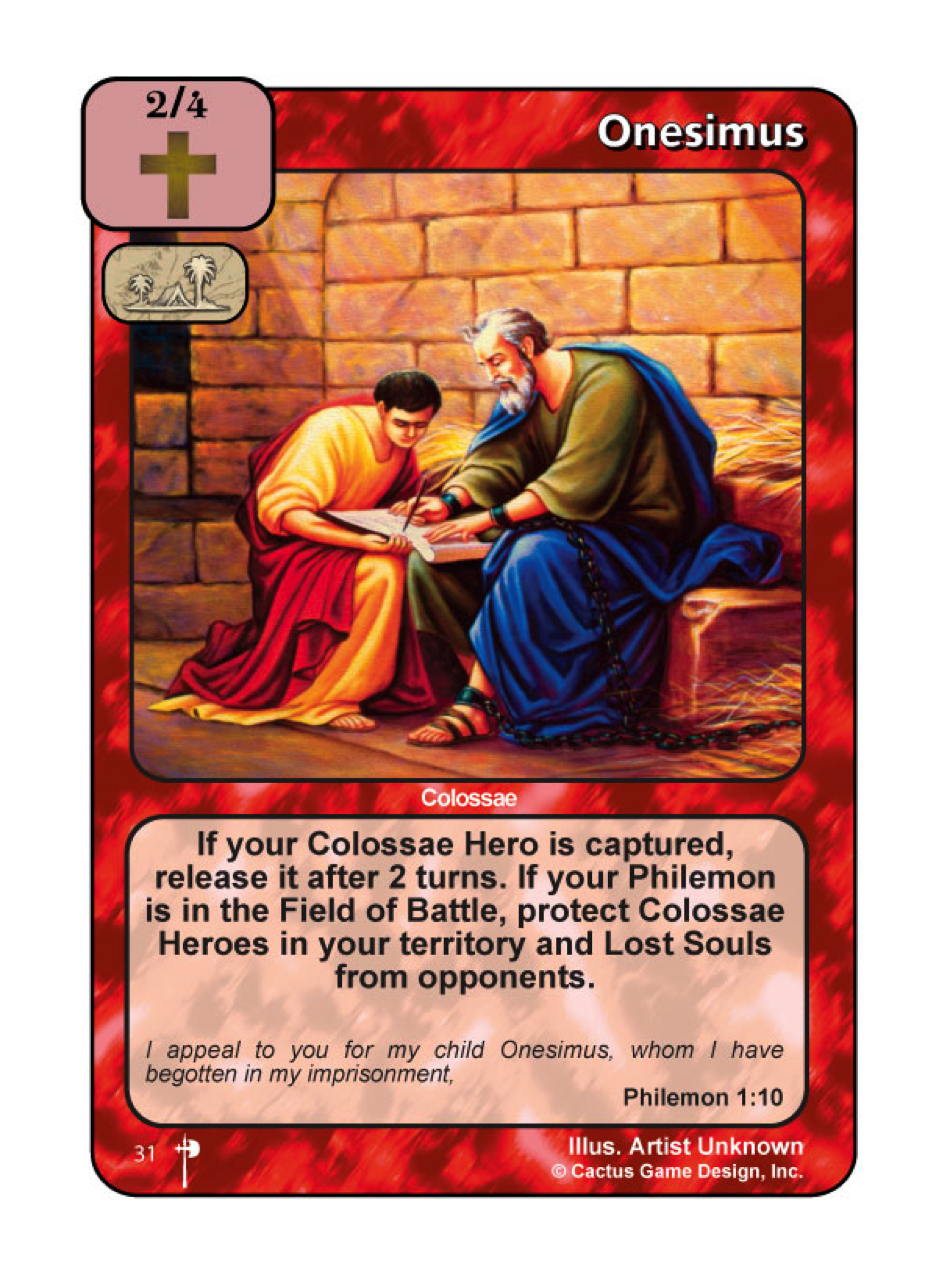 2/4
Onesimus
Colossae
If your Colossae Hero is captured,
release it after 2 turns. If your Philemon
is in the Field of Battle, protect Colossae
Heroes in your territory and Lost Souls
from opponents.
I appeal to you for my child Onesimus, whom I have
begotten in my imprisonment,
Philemon 1:10
31
Illus. Artist Unknown
© Cactus Game Design, Inc.